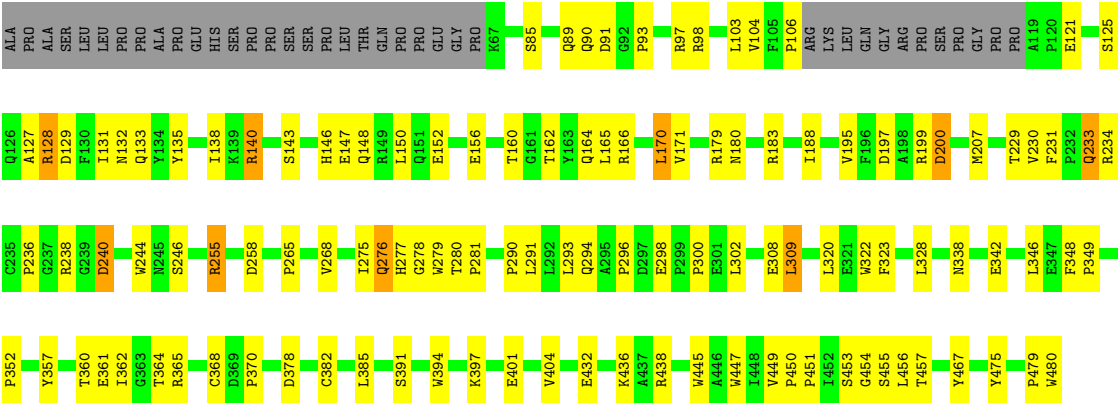 ALA PRO ALA SER LEU LEU PRO PRO ALA PRO GLU HIS SER PRO PRO SER SER PRO LEU THR GLN PRO PRO GLU GLY PRO K67 S85 Q89 Q90 D91 G92 P93 R97 R98 L103 V104 F105 P106 ARG LYS LEU GLN GLY ARG PRO SER PRO GLY PRO PRO A119 P120 E121 S125
Q126 A127 R128 D129 F130 I131 N132 Q133 Y134 Y135 I138 K139 R140 S143 H146 E147 Q148 R149 L150 Q151 E152 E156 T160 G161 T162 Y163 Q164 L165 R166 L170 V171 R179 N180 R183 I188 V195 F196 D197 A198 R199 D200 M207 T229 V230 F231 P232 Q233 R234
C235 P236 G237 R238 G239 D240 W244 N245 S246 R255 D258 P265 V268 I275 Q276 H277 G278 W279 T280 P281 P290 L291 L292 L293 Q294 A295 P296 D297 E298 P299 P300 E301 L302 E308 L309 L320 E321 W322 F323 L328 N338 E342 L346 E347 F348 P349
P352 Y357 T360 E361 I362 G363 T364 R365 C368 D369 P370 D378 C382 L385 S391 W394 K397 E401 V404 E432 K436 A437 R438 W445 A446 W447 I448 V449 P450 P451 I452 S453 G454 S455 L456 T457 Y467 Y475 P479 W480